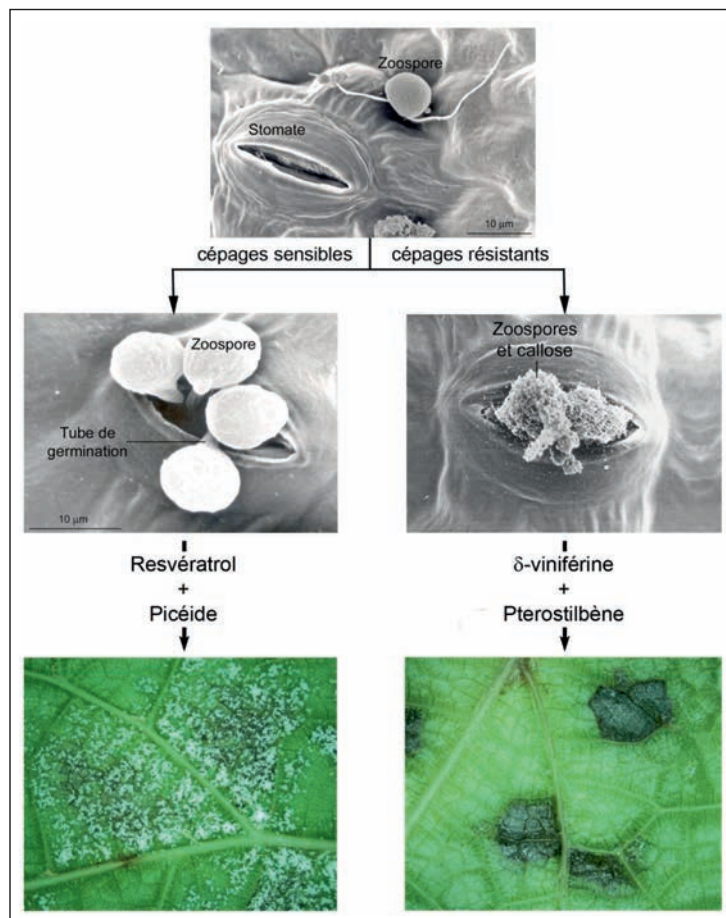 Zoospore
Stomate
10 µm
cépages sensibles
cépages résistants
Zoospore
Tube de
germination
10 µm
Zoospores
et callose
Resvératrol
+
Picéide
δ-viniférine
+
Pterostilbène